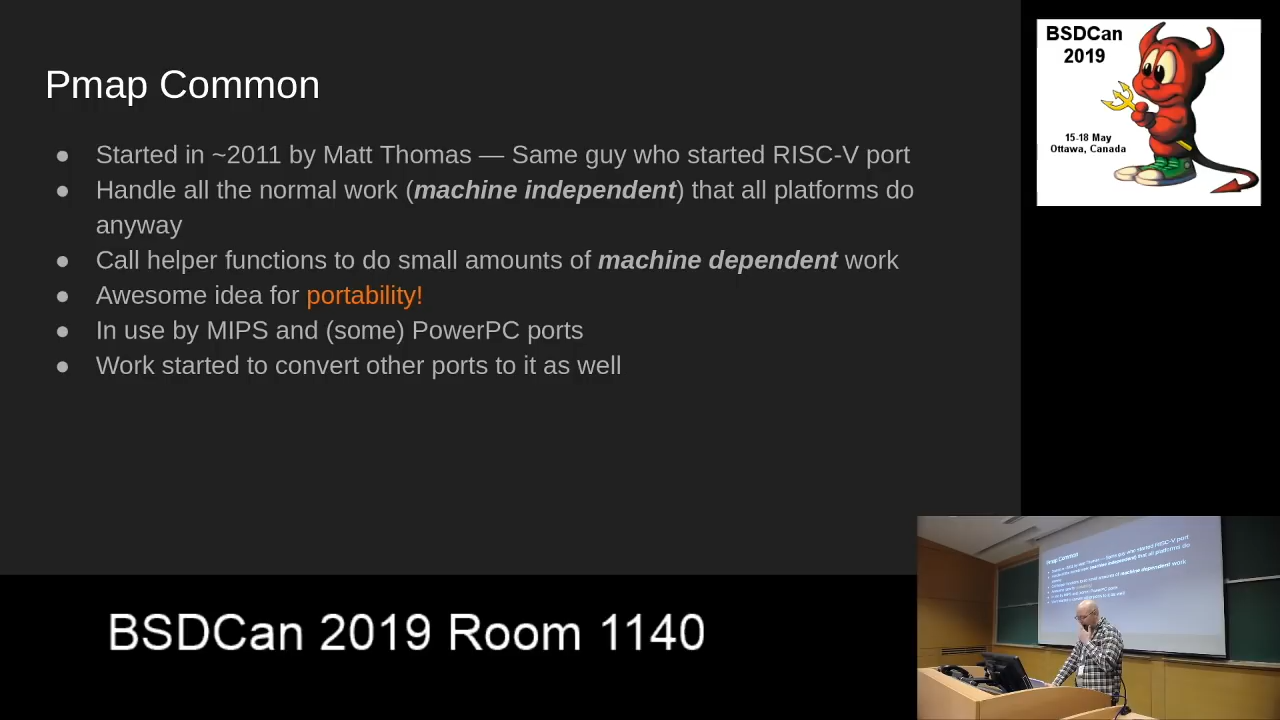 Pmap Common
● Started in ~2011 by Matt Thomas — Same guy who started RISC-V port
● Handle all the normal work (machine independent) that all platforms do
anyway
● Call helper functions to do small amounts of machine dependent work
● Awesome idea for portability!
● In use by MIPS and (some) PowerPC ports
● Work started to convert other ports to it as well
BSDCan
2019
15-18 May
Ottawa, Canada
BSDCan 2019 Room 1140
Pmap Common